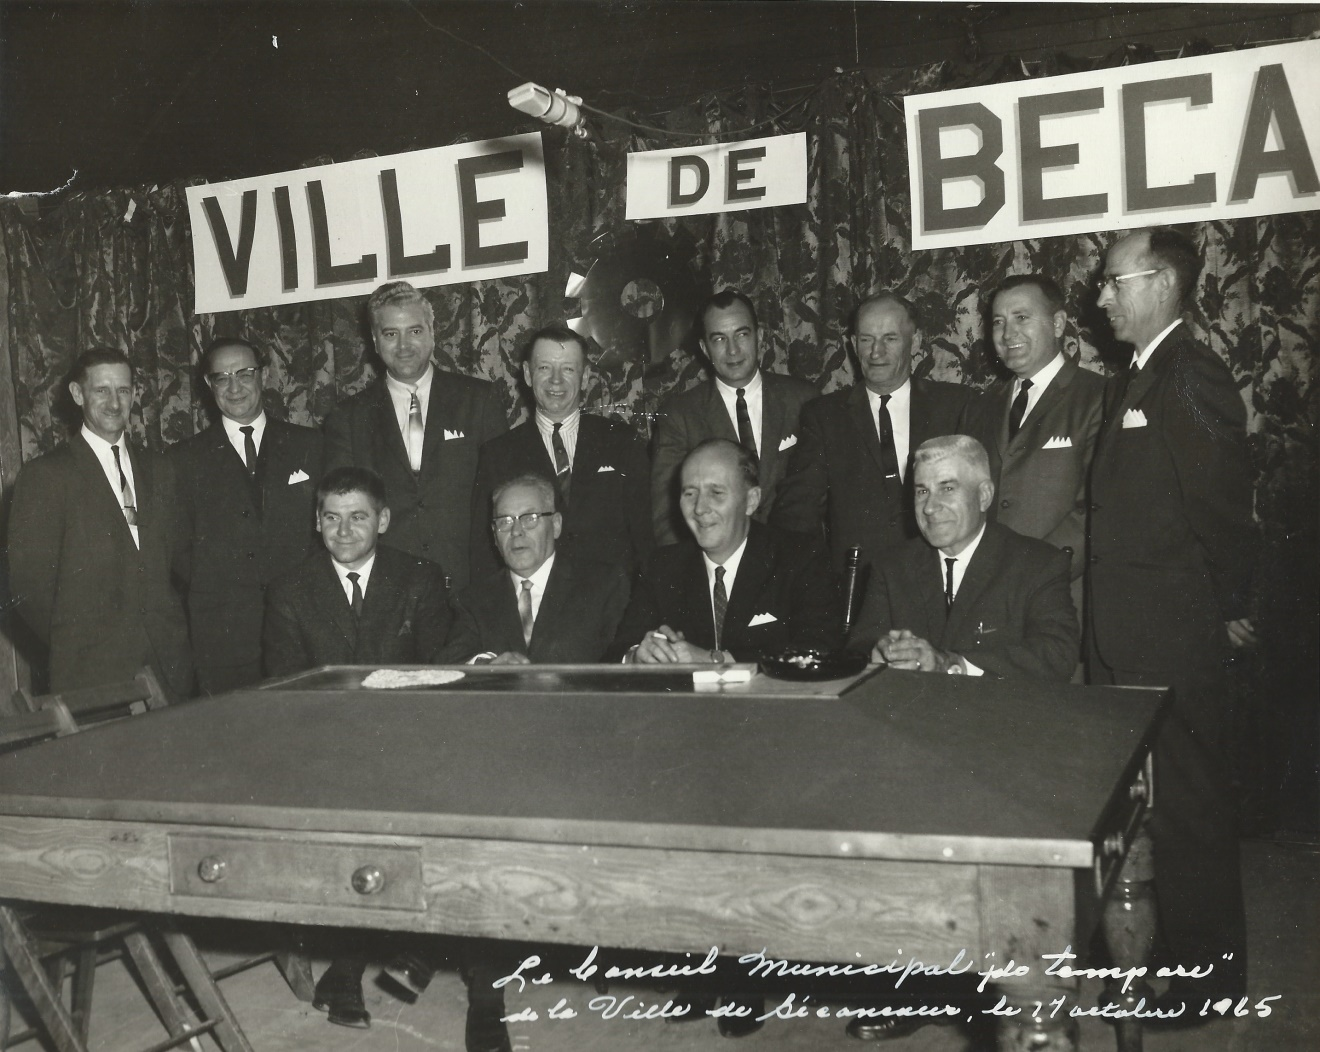 VILLE DE BECA
Le Conseil Municipal "pro tempore"
de la Ville de Bécancour, le 17 octobre 1965